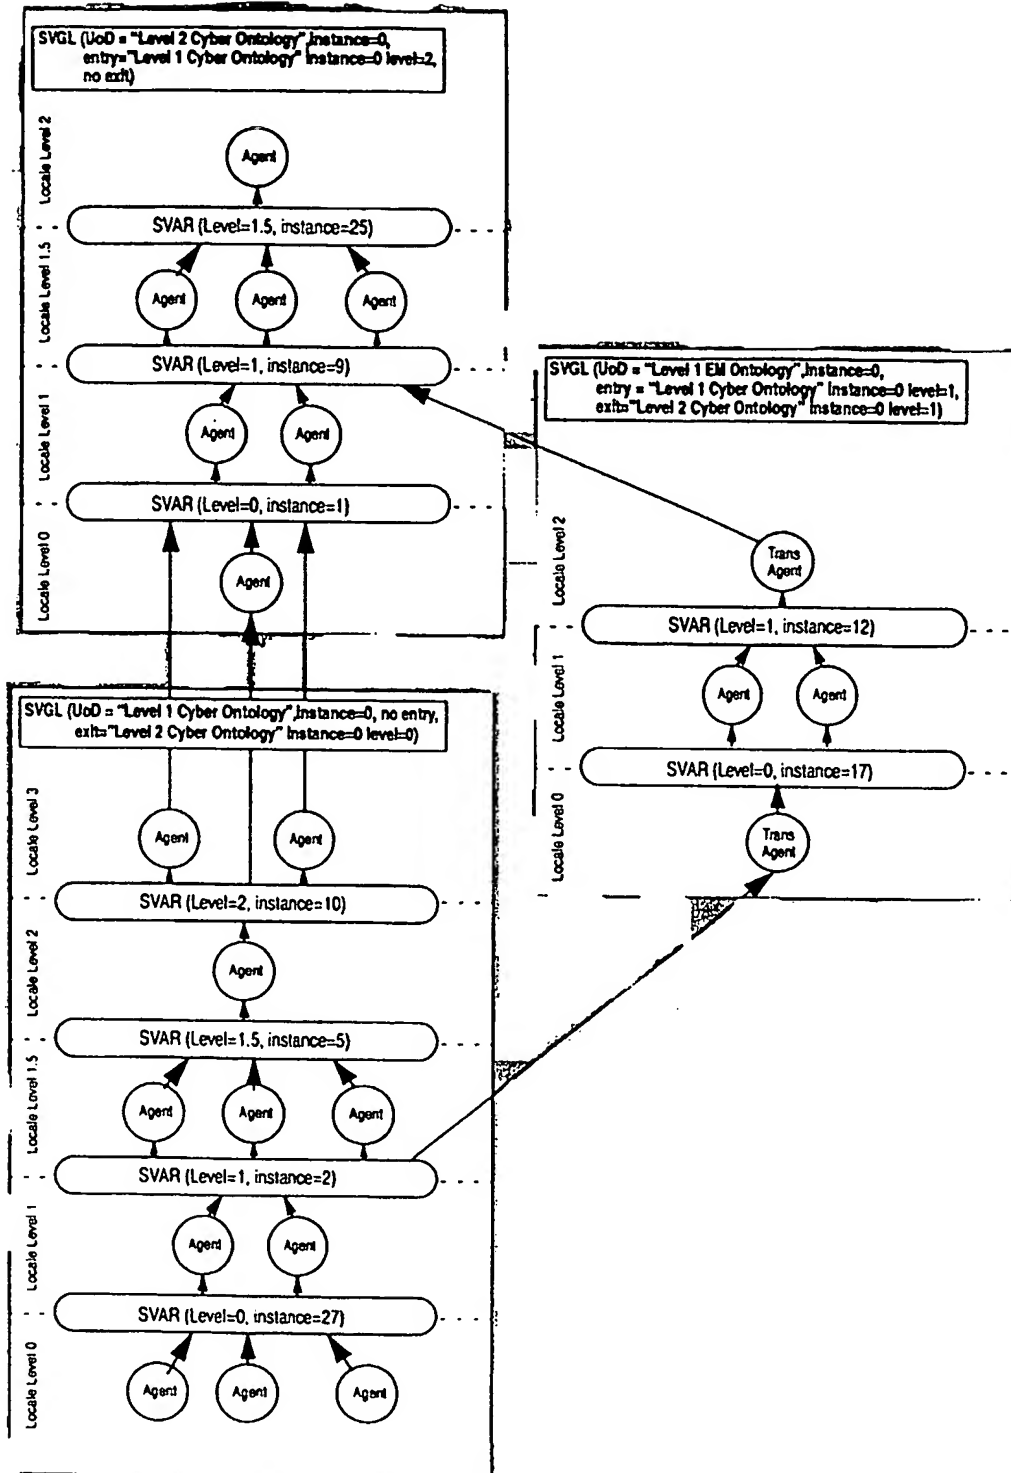 SVGL (UoD = "Level 2 Cyber Ontology",instance=0,
entry="Level 1 Cyber Ontology" instance=0 level=2,
no exit)
Locale Level 2
Agent
SVAR (Level=1.5, instance=25)
Locale Level 1.5
Agent
Agent
Agent
SVAR (Level=1, instance=9)
Locale Level 1
Agent
Agent
SVAR (Level=0, instance=1)
Locale Level 0
Agent
SVGL (UoD = "Level 1 EM Ontology",instance=0,
entry = "Level 1 Cyber Ontology" instance=0 level=1,
exit="Level 2 Cyber Ontology" instance=0 level=1)
Locale Level 2
Trans
Agent
SVAR (Level=1, instance=12)
Locale Level 1
Agent
Agent
SVAR (Level=0, instance=17)
Locale Level 0
Trans
Agent
SVGL (UoD = "Level 1 Cyber Ontology",instance=0, no entry,
exit="Level 2 Cyber Ontology" instance=0 level=0)
Locale Level 3
Agent
Agent
SVAR (Level=2, instance=10)
Locale Level 2
Agent
SVAR (Level=1.5, instance=5)
Locale Level 1.5
Agent
Agent
Agent
SVAR (Level=1, instance=2)
Locale Level 1
Agent
Agent
SVAR (Level=0, instance=27)
Locale Level 0
Agent
Agent
Agent